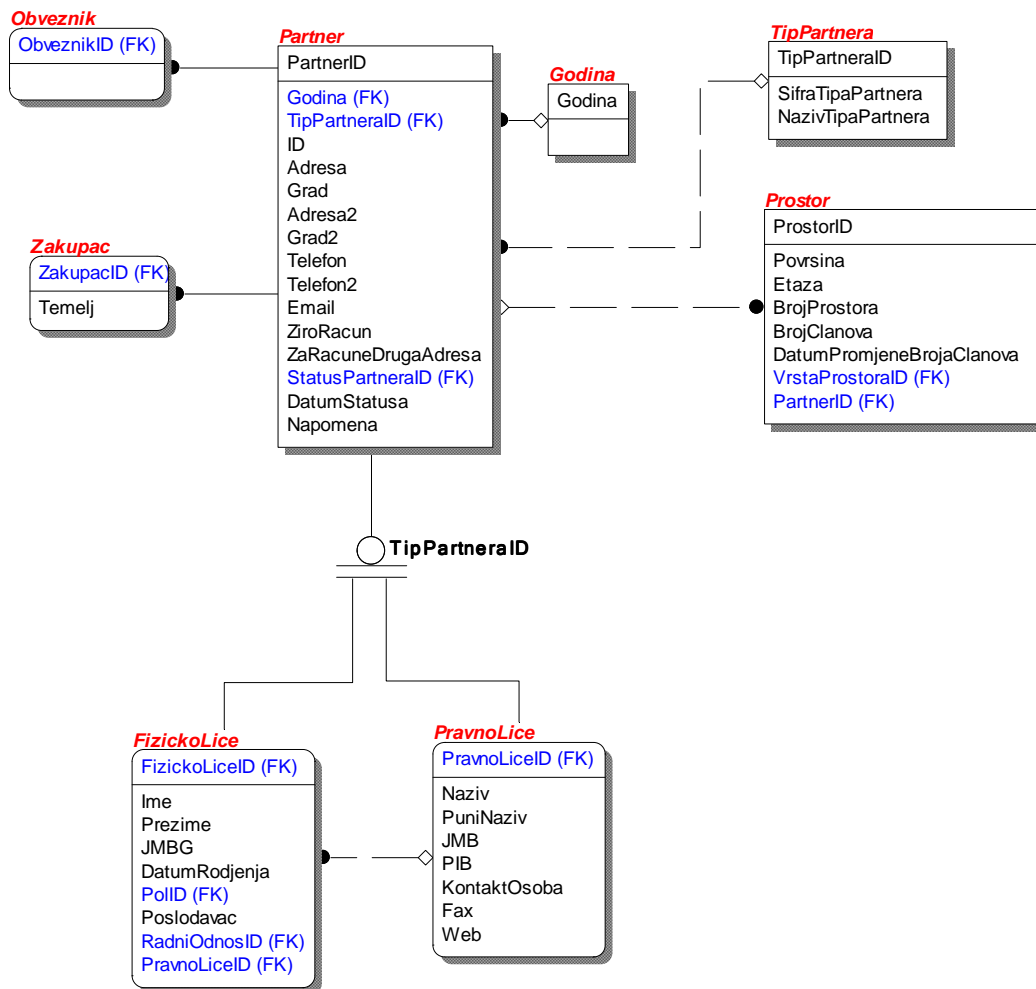 Obveznik
ObveznikID (FK)
Partner
PartnerID
Godina (FK)
TipPartneraID (FK)
ID
Adresa
Grad
Adresa2
Grad2
Telefon
Telefon2
Email
ZiroRacun
ZaRacuneDrugaAdresa
StatusPartneraID (FK)
DatumStatusa
Napomena
Godina
Godina
TipPartnera
TipPartneraID
SifraTipaPartnera
NazivTipaPartnera
Zakupac
ZakupacID (FK)
Temelj
Prostor
ProstorID
Povrsina
Etaza
BrojProstora
BrojClanova
DatumPromjeneBrojaClanova
VrstaProstoraID (FK)
PartnerID (FK)
TipPartneraID
FizickoLice
FizickoLiceID (FK)
Ime
Prezime
JMBG
DatumRodjenja
PolID (FK)
Poslodavac
RadniOdnosID (FK)
PravnoLiceID (FK)
PravnoLice
PravnoLiceID (FK)
Naziv
PuniNaziv
JMB
PIB
KontaktOsoba
Fax
Web